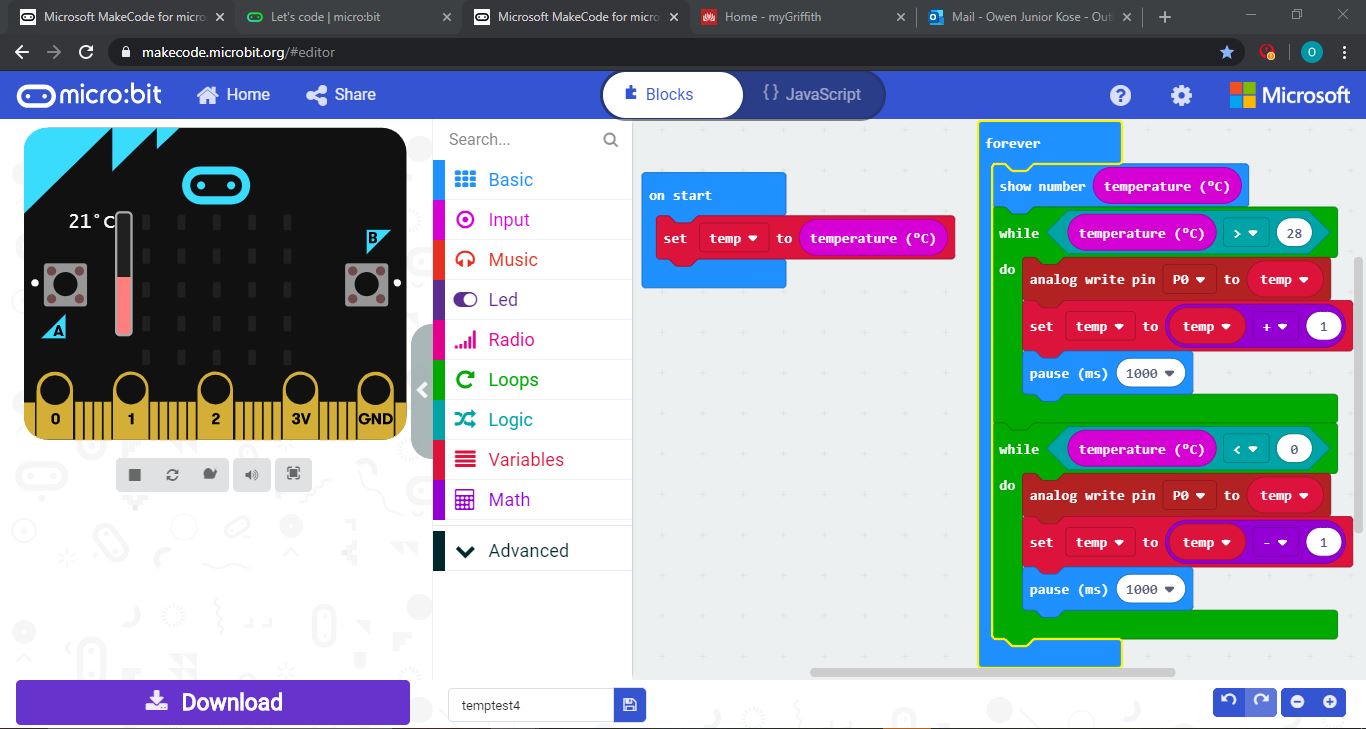 Microsoft MakeCode for micro
Let's code | micro:bit
Microsoft MakeCode for micro
Home - myGriffith
Mail - Owen Junior Kose - Out
makecode.microbit.org/#editor
O
micro:bit
Home
Share
Blocks
{} JavaScript
?
Microsoft
21°C
B
A
0
1
2
3V
GND
Download
Search...
Basic
Input
Music
Led
Radio
Loops
Logic
Variables
Math
Advanced
temptest4
on start
set temp to temperature (°C)
forever
show number temperature (°C)
while temperature (°C) > 28
do
analog write pin P0 to temp
set temp to temp + 1
pause (ms) 1000
while temperature (°C) < 0
do
analog write pin P0 to temp
set temp to temp - 1
pause (ms) 1000